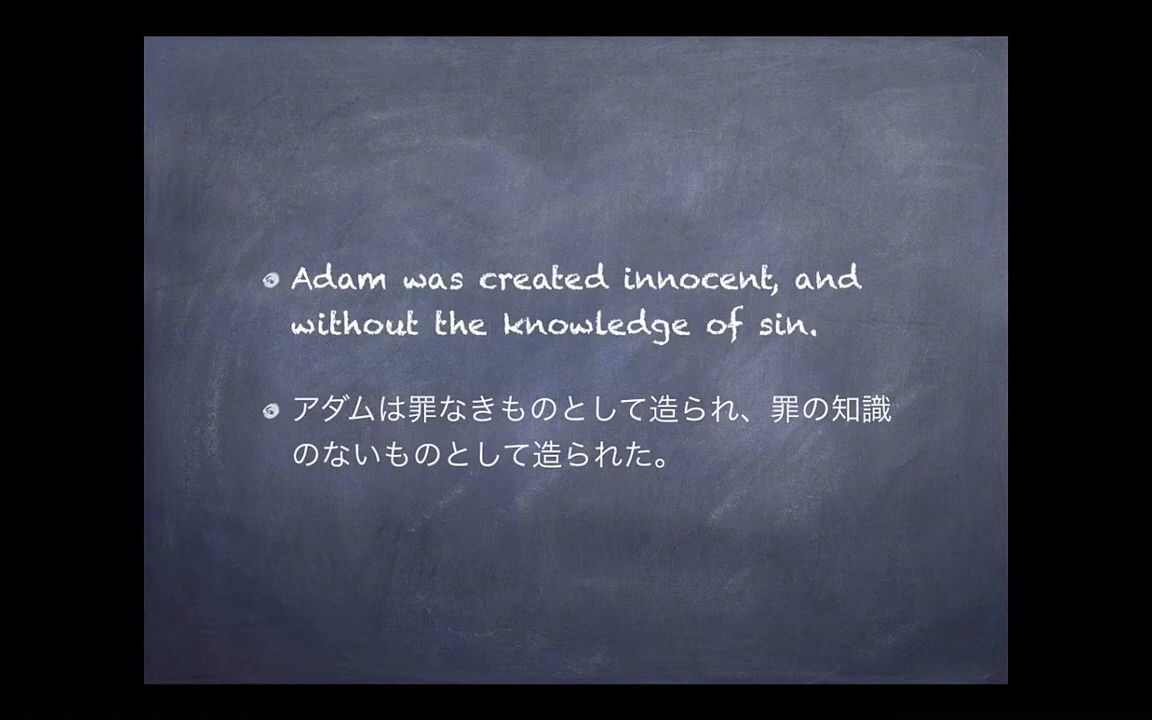 Adam was created innocent, and
without the knowledge of sin.
アダムは罪なきものとして造られ、罪の知識
のないものとして造られた。